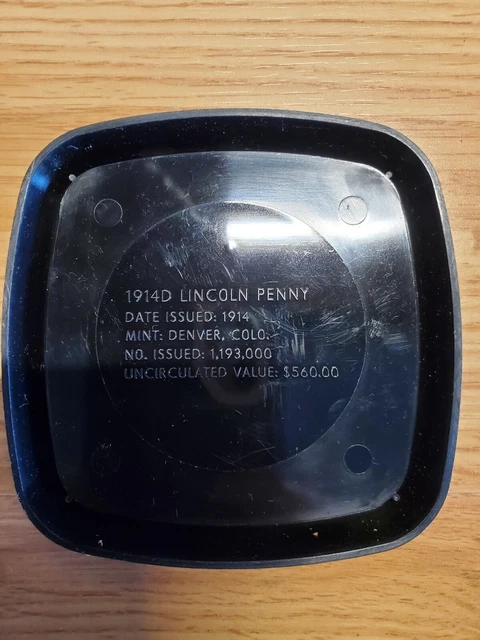 1914D LINCOLN PENNY
DATE ISSUED: 1914
MINT: DENVER, COLO.
NO. ISSUED: 1,193,000
UNCIRCULATED VALUE: $560.00